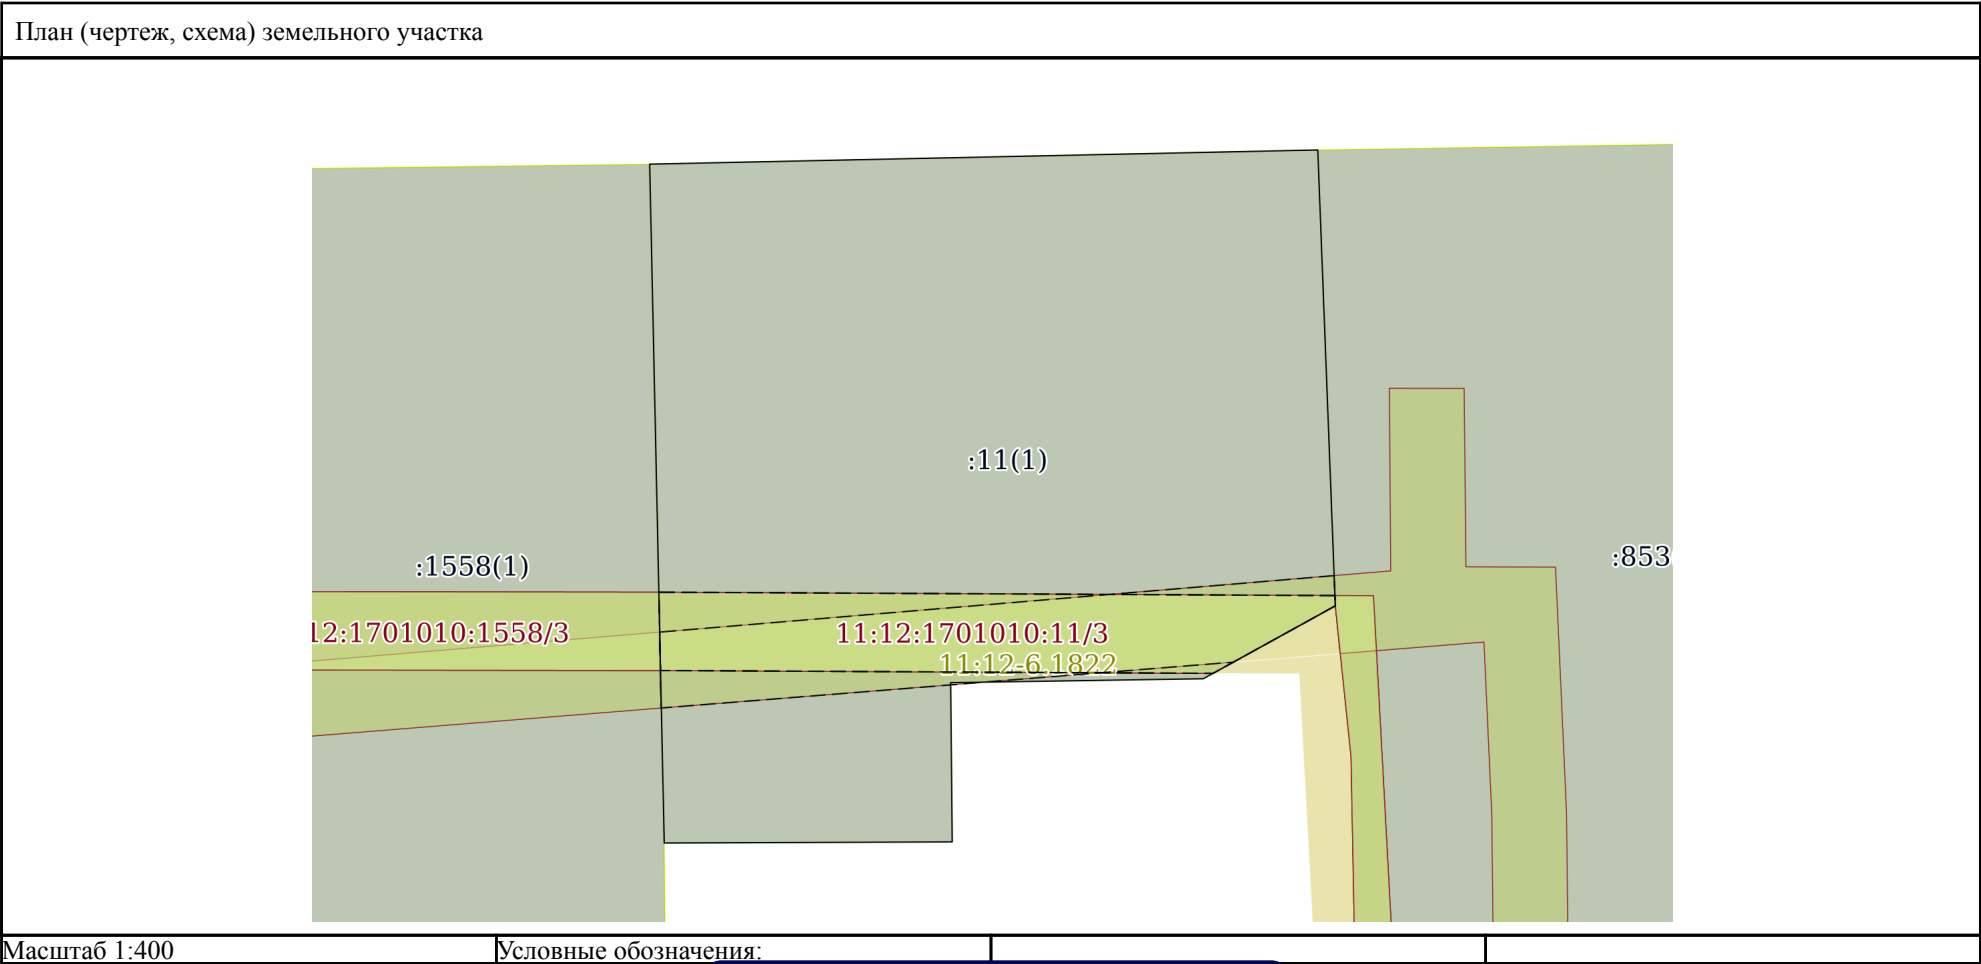 План (чертеж, схема) земельного участка
:11(1)
:1558(1)
:853
12:1701010:1558/3
11:12:1701010:11/3
11:12-6.1822
Масштаб 1:400
Условные обозначения: